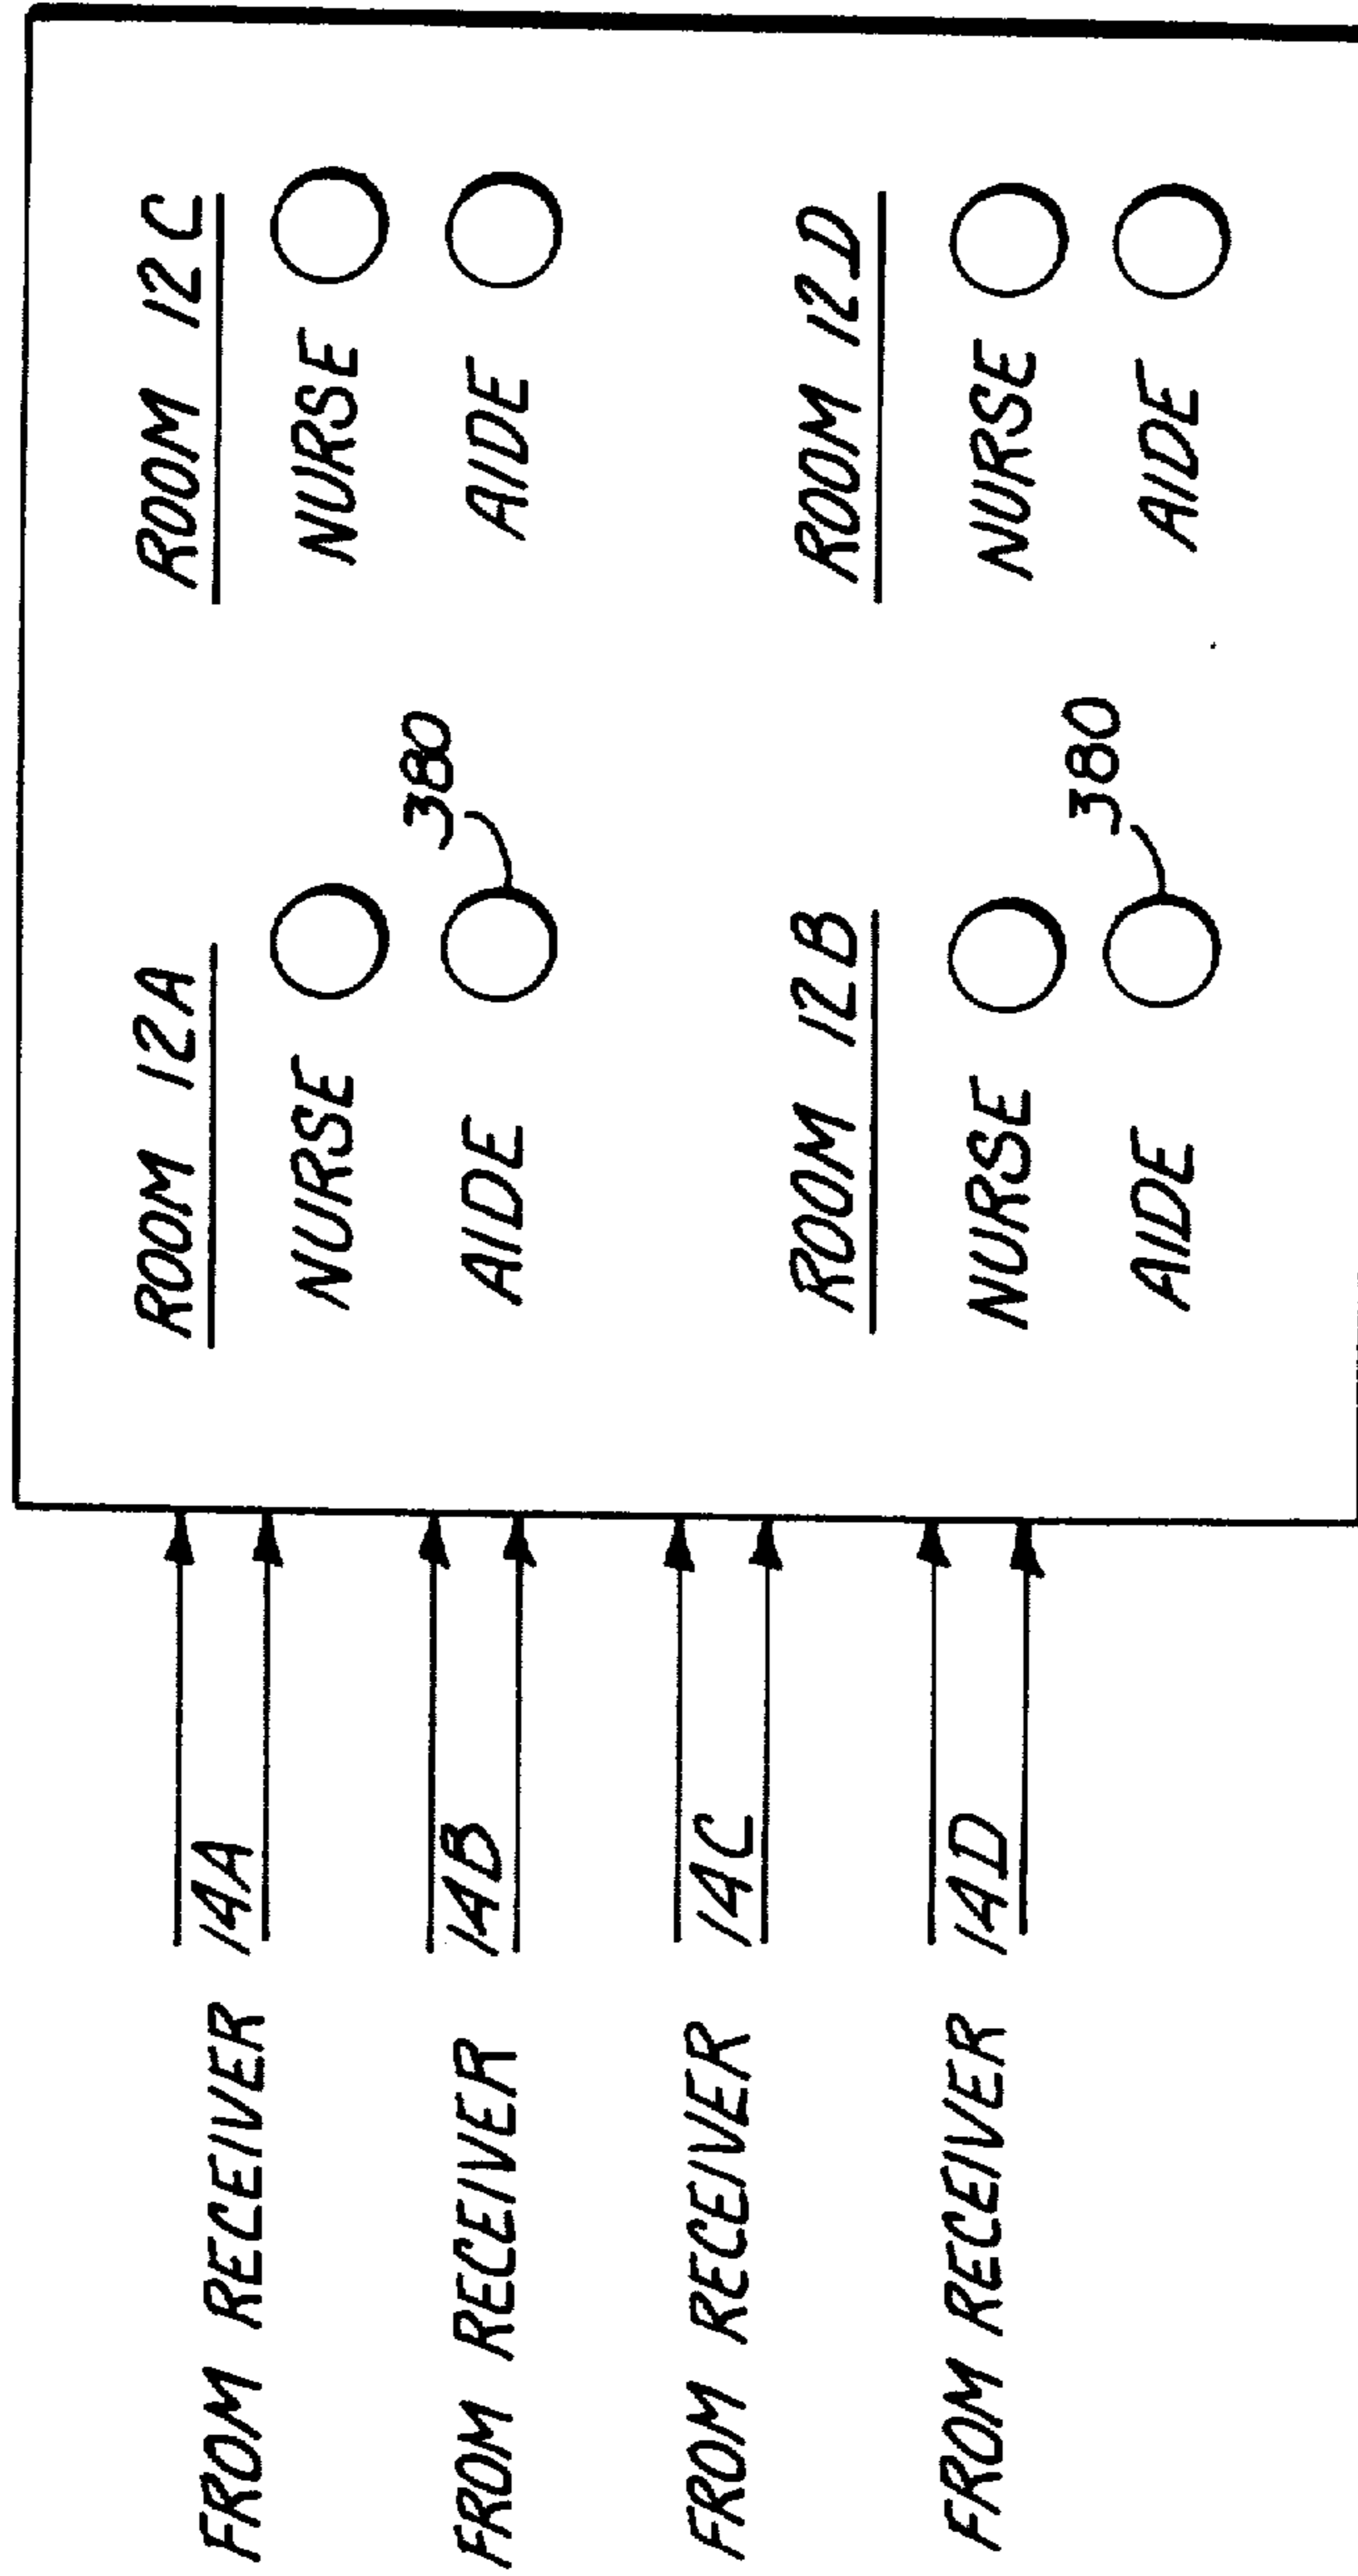 FROM RECEIVER 14A
FROM RECEIVER 14B
FROM RECEIVER 14C
FROM RECEIVER 14D
ROOM 12A
NURSE
AIDE
380
ROOM 12C
NURSE
AIDE
ROOM 12B
NURSE
AIDE
380
ROOM 12D
NURSE
AIDE